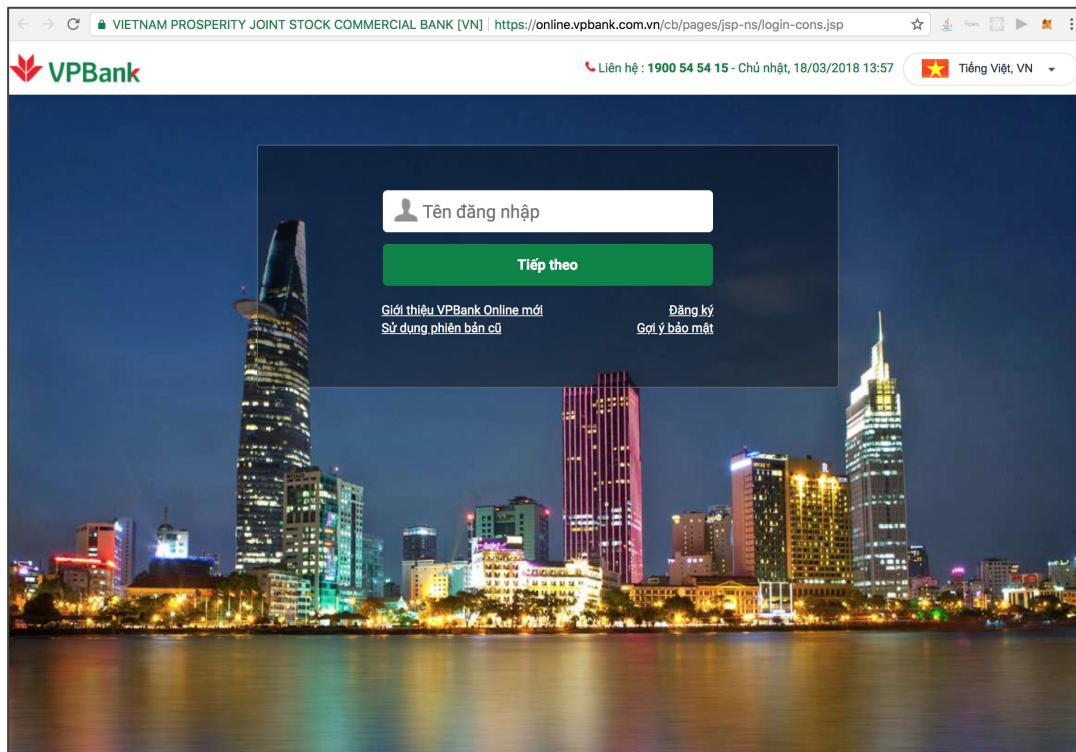 VIETNAM PROSPERITY JOINT STOCK COMMERCIAL BANK [VN] https://online.vpbank.com.vn/cb/pages/jsp-ns/login-cons.jsp
VPBank
Liên hệ : 1900 54 54 15 - Chủ nhật, 18/03/2018 13:57
Tiếng Việt, VN
Tên đăng nhập
Tiếp theo
Giới thiệu VPBank Online mới
Đăng ký
Sử dụng phiên bản cũ
Gợi ý bảo mật